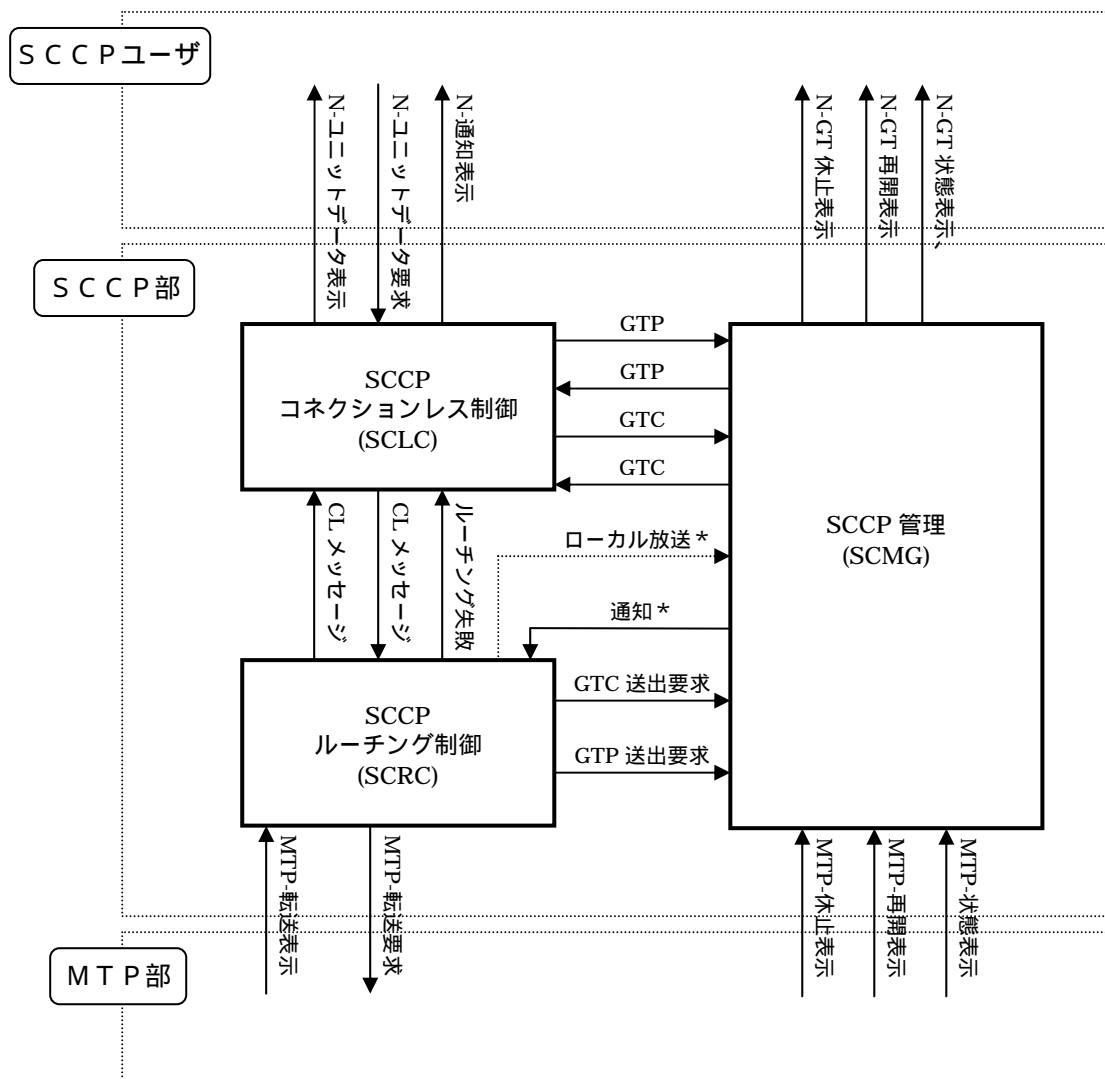 ＳＣＣＰユーザ
N-ユニットデータ表示
N-ユニットデータ要求
N-通知表示
N-GT 休止表示
N-GT 再開表示
N-GT 状態表示、
ＳＣＣＰ部
SCCP
コネクションレス制御
(SCLC)
GTP
GTP
GTC
GTC
SCCP 管理
(SCMG)
CL メッセージ
CL メッセージ
ルーチング失敗
ローカル放送*
通知*
SCCP
ルーチング制御
(SCRC)
GTC 送出要求
GTP 送出要求
MTP-転送表示
MTP-転送要求
MTP-休止表示
MTP-再開表示
MTP-状態表示
ＭＴＰ部